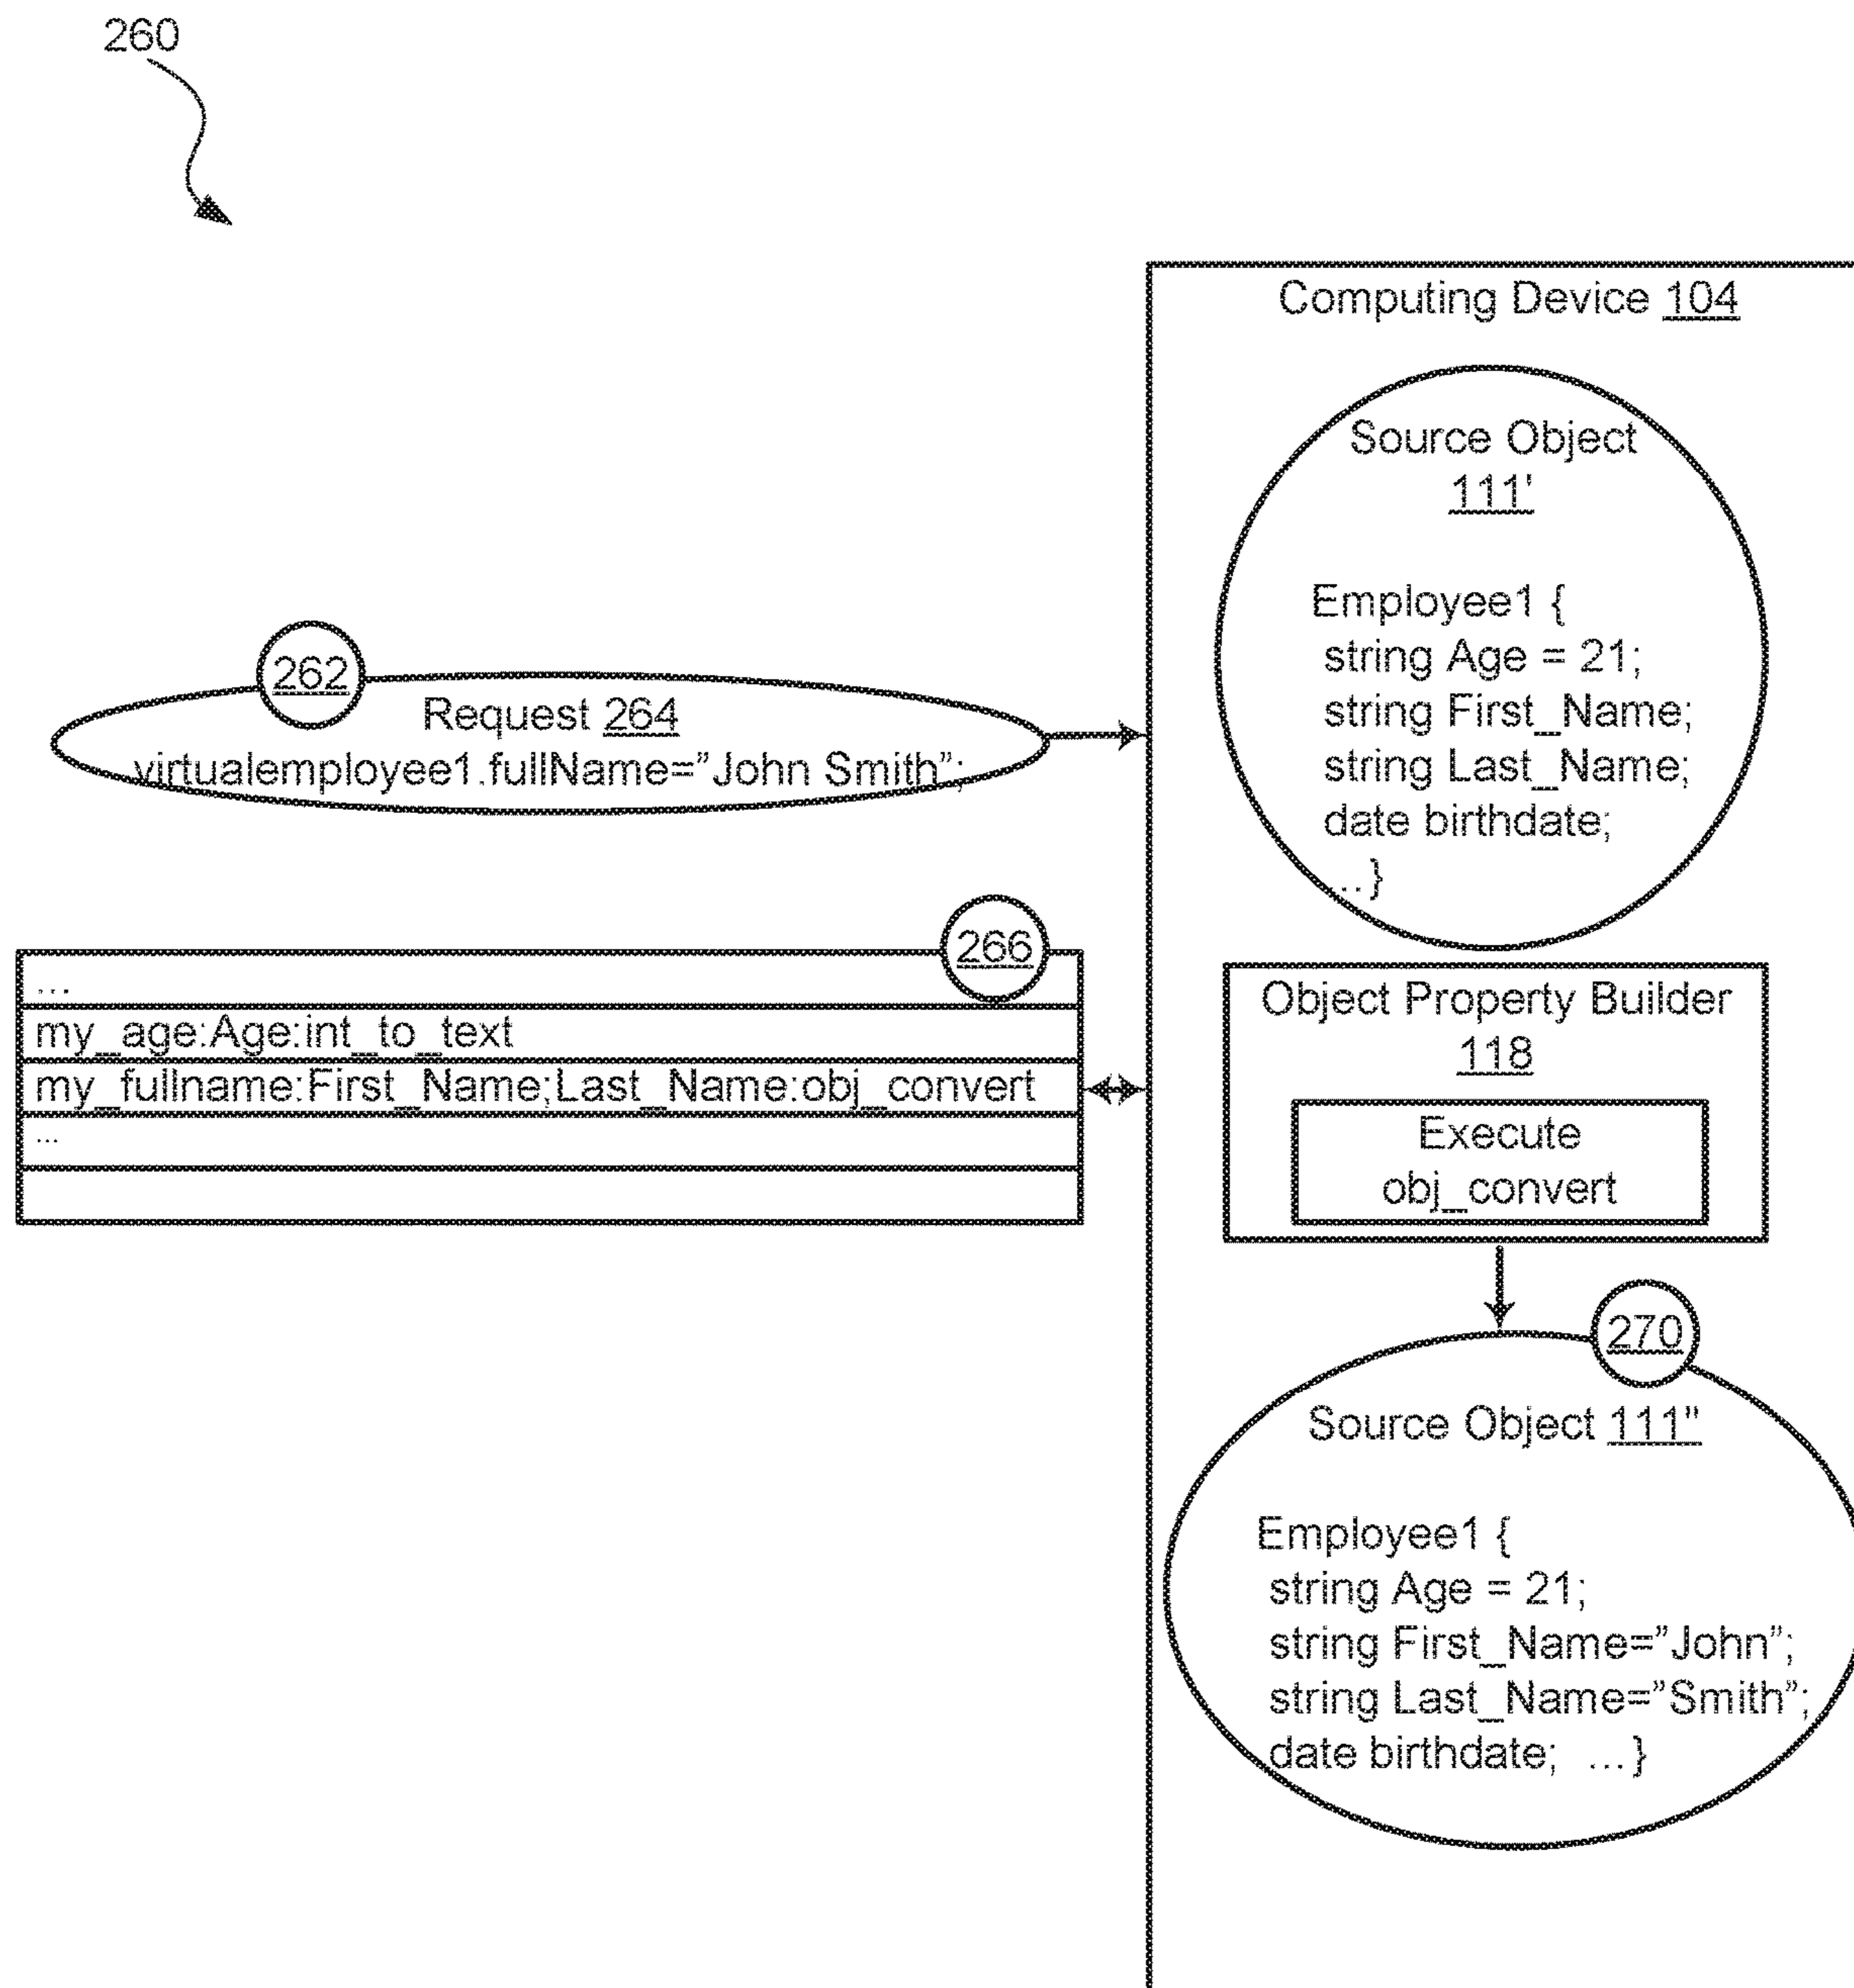 260
Computing Device 104
Source Object
111'
Employee1 {
string Age = 21;
string First_Name;
string Last_Name;
date birthdate;
...}
262
Request 264
virtualemployee1.fullName=”John Smith”;
266
...
my_age:Age:int_to_text
my_fullname:First_Name;Last_Name:obj_convert
...
Object Property Builder
118
Execute
obj_convert
270
Source Object 111"
Employee1 {
string Age = 21;
string First_Name=”John”;
string Last_Name=”Smith”;
date birthdate; ...}